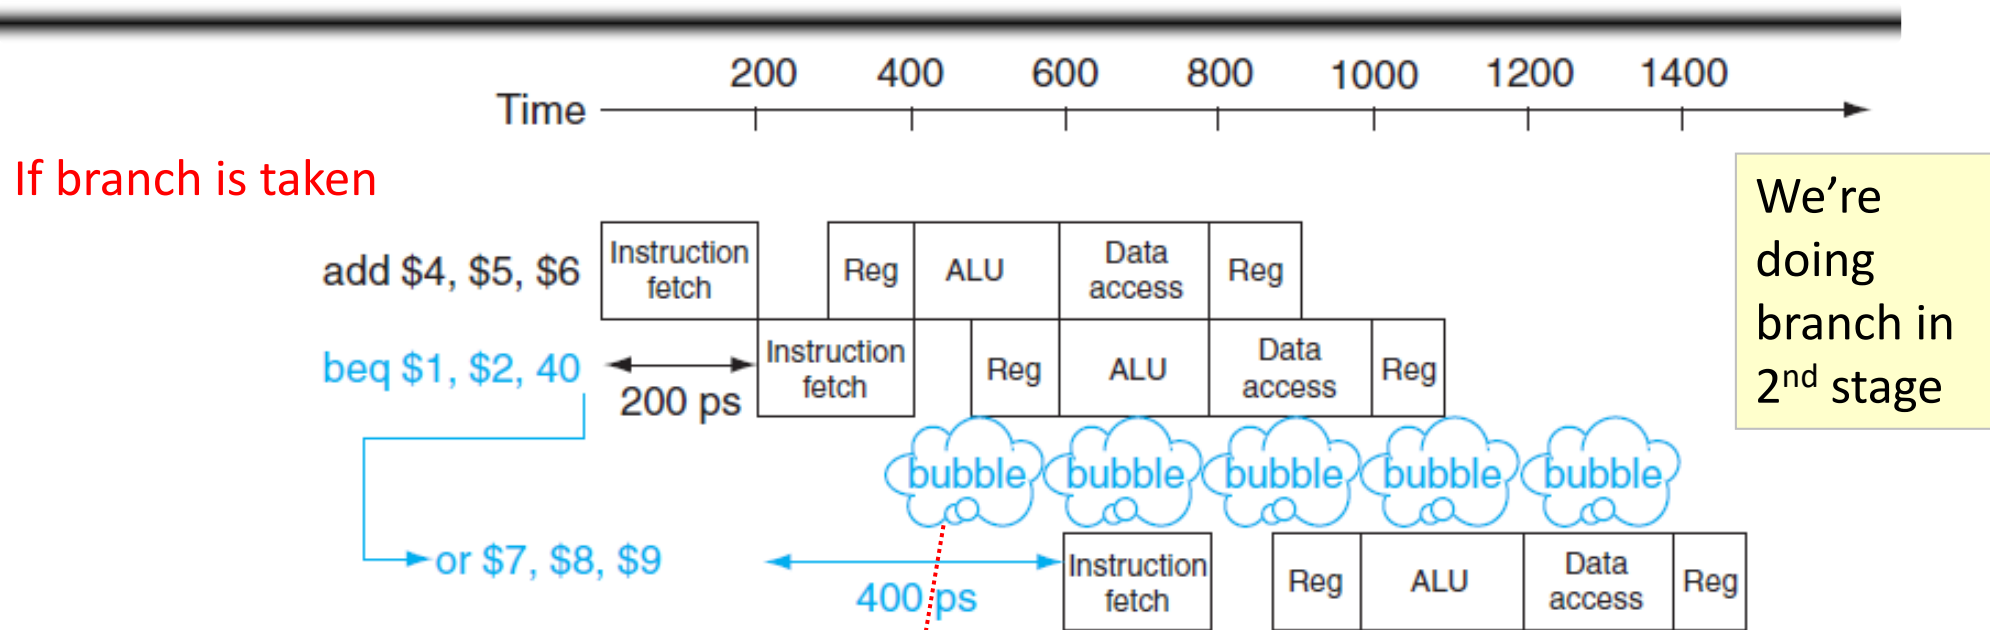 200 400 600 800 1000 1200 1400
Time
If branch is taken
We’re
doing
branch in
2nd stage
add $4, $5, $6
Instruction
fetch
Reg
ALU
Data
access
Reg
beq $1, $2, 40
200 ps
Instruction
fetch
Reg
ALU
Data
access
Reg
bubble bubble bubble bubble bubble
or $7, $8, $9
400 ps
Instruction
fetch
Reg
ALU
Data
access
Reg